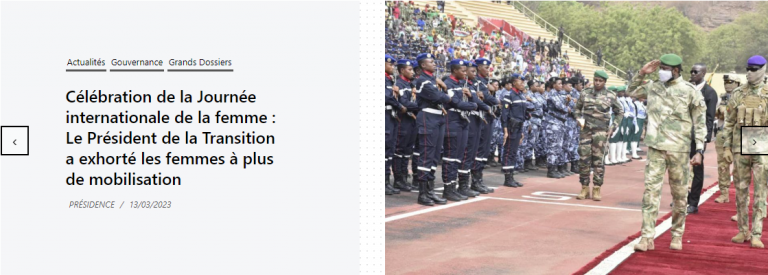 Actualités Gouvernance Grands Dossiers
Célébration de la Journée
internationale de la femme :
Le Président de la Transition
a exhorté les femmes à plus
de mobilisation
PRÉSIDENCE / 13/03/2023